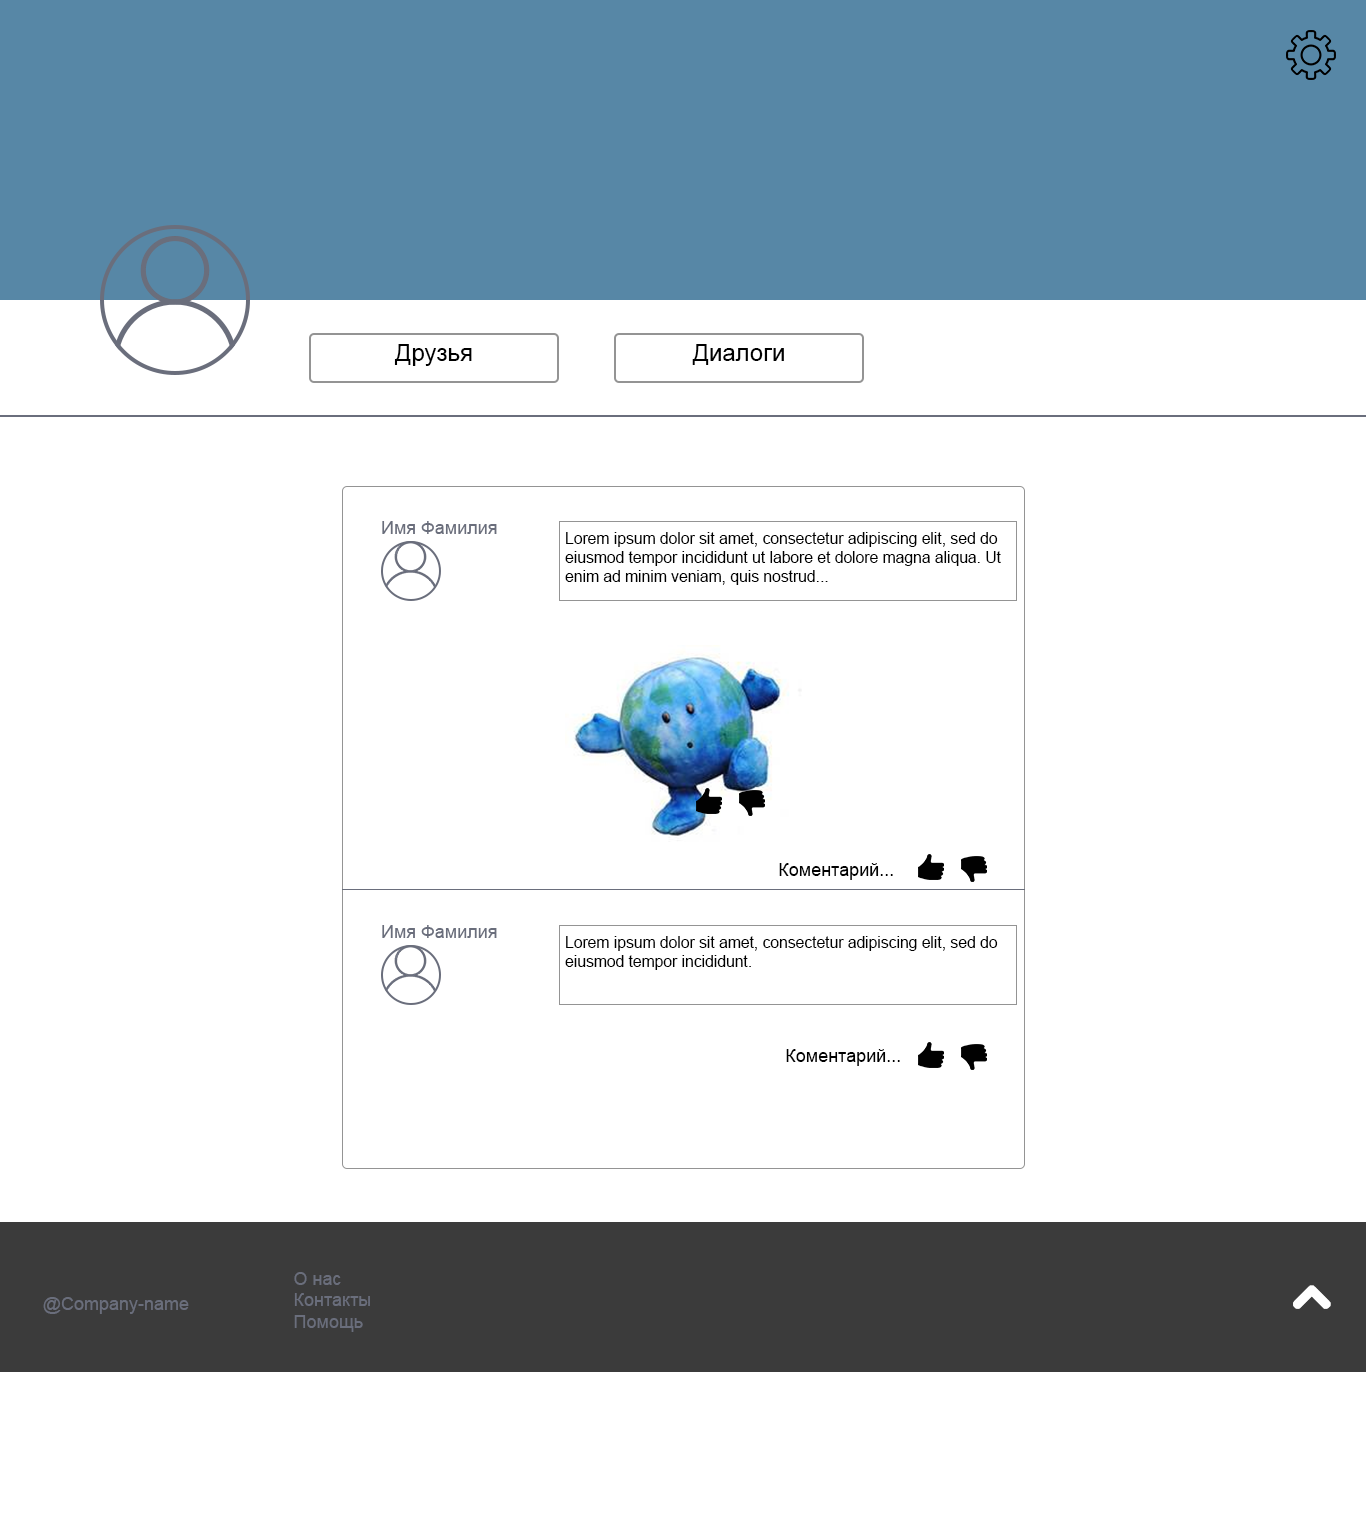 Друзья
Диалоги
Имя Фамилия
Lorem ipsum dolor sit amet, consectetur adipiscing elit, sed do
eiusmod tempor incididunt ut labore et dolore magna aliqua. Ut
enim ad minim veniam, quis nostrud...
Коментарий...
Имя Фамилия
Lorem ipsum dolor sit amet, consectetur adipiscing elit, sed do
eiusmod tempor incididunt.
Коментарий...
@Company-name
О нас
Контакты
Помощь